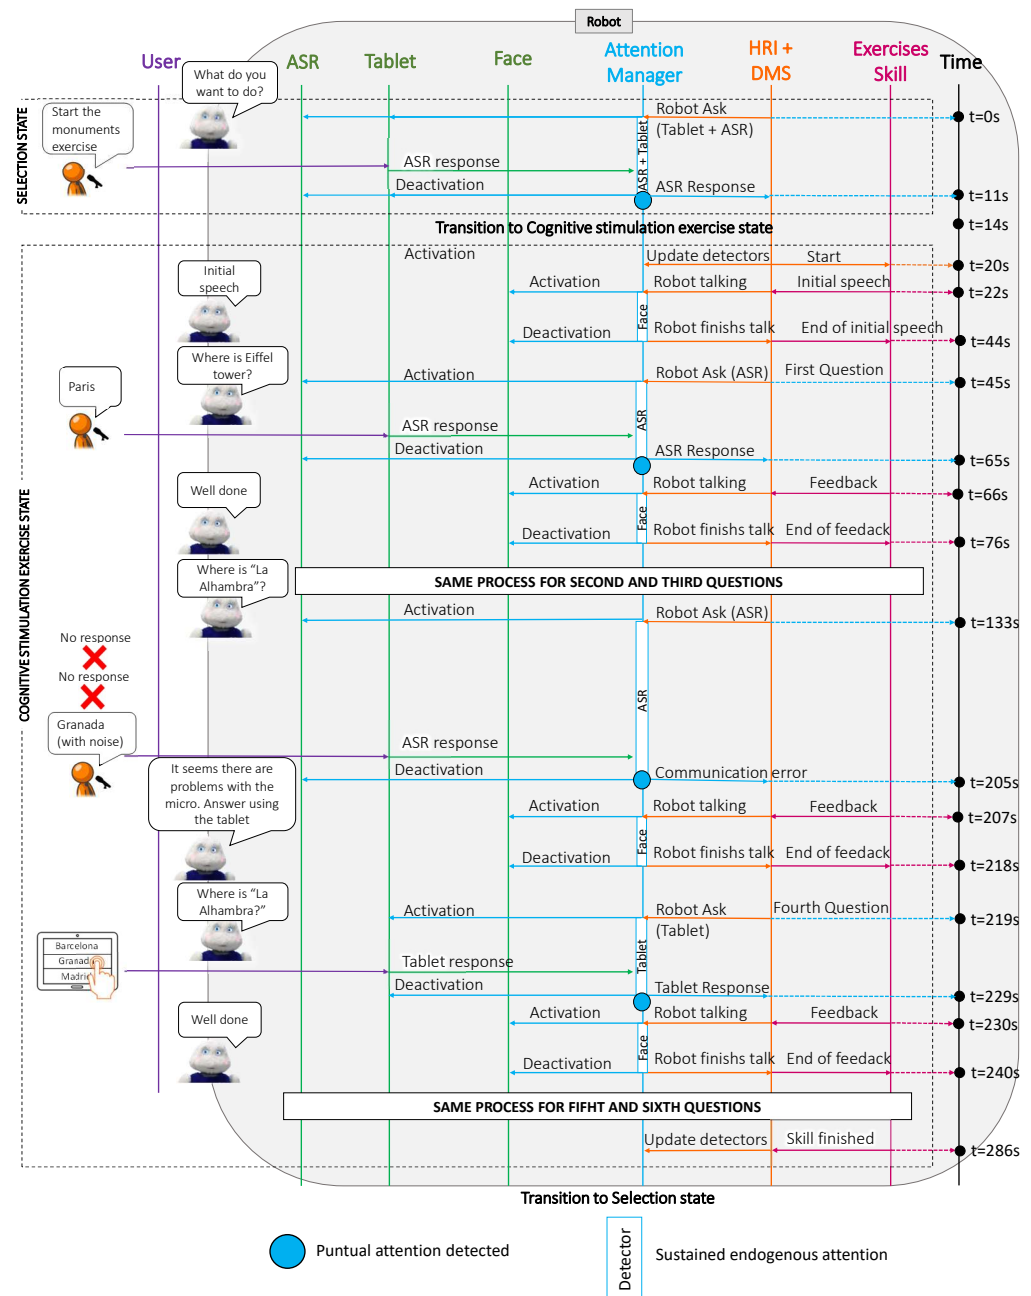 Robot
User
ASR
Tablet
Face
Attention
Manager
HRI +
DMS
Exercises
Skill
Time
SELECTION STATE
What do you
want to do?
Start the
monuments
exercise
Robot Ask
(Tablet + ASR)
ASR + Tablet
t=0s
ASR response
Deactivation
ASR Response
t=11s
Transition to Cognitive stimulation exercise state
t=14s
COGNITIVE STIMULATION EXERCISE STATE
Activation
Update detectors
Start
t=20s
Initial
speech
Activation
Robot talking
Initial speech
t=22s
Face
Deactivation
Robot finishs talk
End of initial speech
t=44s
Where is Eiffel
tower?
Activation
Robot Ask (ASR)
First Question
t=45s
Paris
ASR
ASR response
Deactivation
ASR Response
t=65s
Well done
Activation
Robot talking
Feedback
t=66s
Face
Deactivation
Robot finishs talk
End of feedack
t=76s
Where is "La
Alhambra"?
SAME PROCESS FOR SECOND AND THIRD QUESTIONS
Activation
Robot Ask (ASR)
t=133s
No response
No response
ASR
Granada
(with noise)
ASR response
Deactivation
Communication error
t=205s
It seems there are
problems with the
micro. Answer using
the tablet
Activation
Robot talking
Feedback
t=207s
Face
Deactivation
Robot finishs talk
End of feedack
t=218s
Where is "La
Alhambra?"
Activation
Robot Ask
(Tablet)
Fourth Question
t=219s
Barcelona
Granada
Madrid
Tablet
Tablet response
Deactivation
Tablet Response
t=229s
Well done
Activation
Robot talking
Feedback
t=230s
Face
Deactivation
Robot finishs talk
End of feedack
t=240s
SAME PROCESS FOR FIFHT AND SIXTH QUESTIONS
Update detectors
Skill finished
t=286s
Transition to Selection state
Puntual attention detected
Detector
Sustained endogenous attention